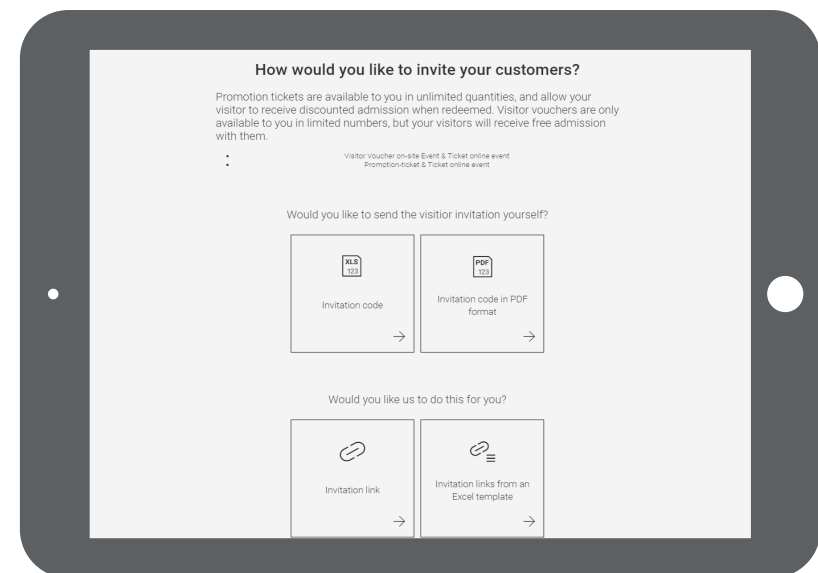 How would you like to invite your customers?
Promotion tickets are available to you in unlimited quantities, and allow your
visitor to receive discounted admission when redeemed. Visitor vouchers are only
available to you in limited numbers, but your visitors will receive free admission
with them.
• Visitor Voucher on-site Event & Ticket online event
• Promotion-ticket & Ticket online event
Would you like to send the visitior invitation yourself?
XLS
123
Invitation code
PDF
123
Invitation code in PDF
format
Would you like us to do this for you?
Invitation link
Invitation links from an
Excel template